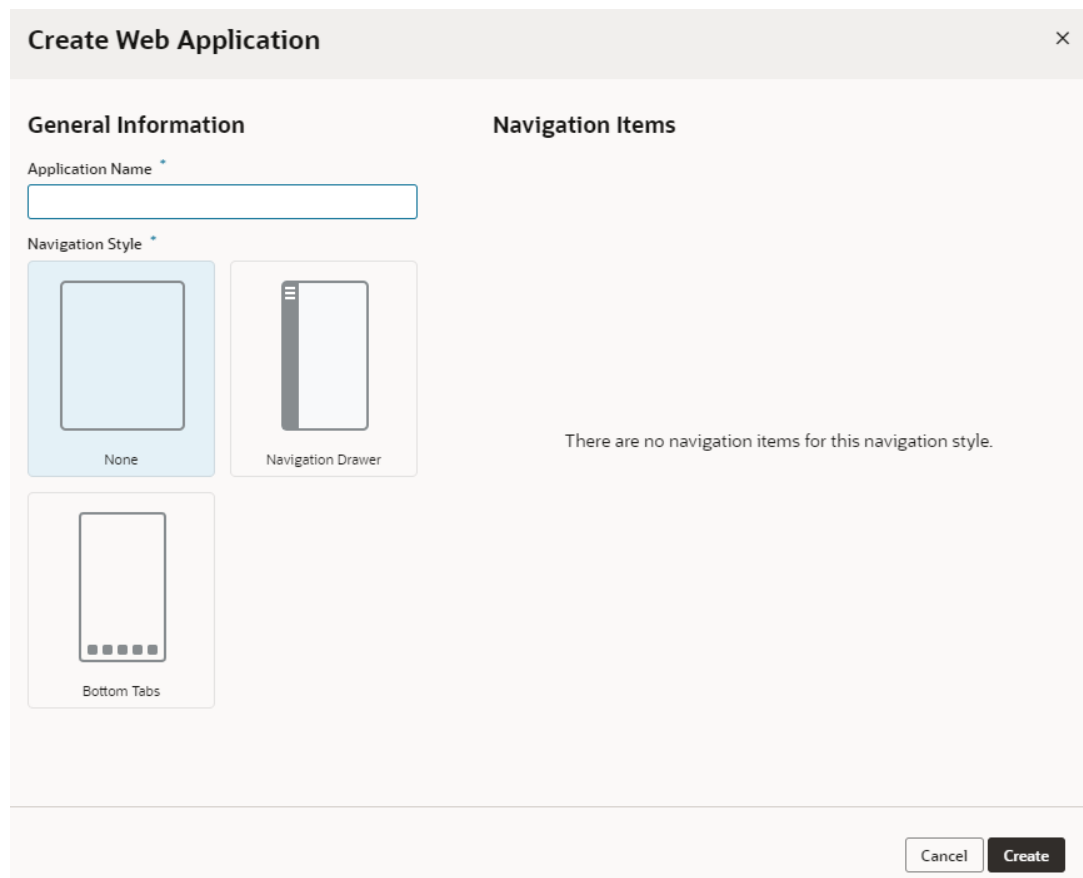 Create Web Application
General Information
Application Name *
Navigation Style *
None
Navigation Drawer
Bottom Tabs
Navigation Items
There are no navigation items for this navigation style.
Cancel
Create